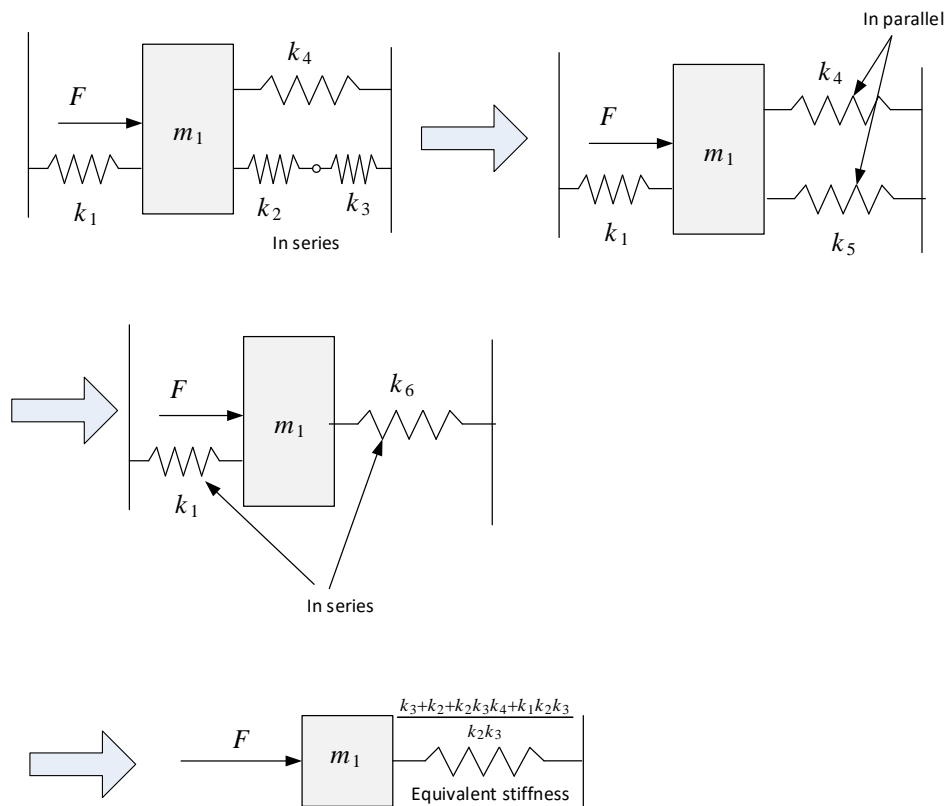 In parallel
k4
k4
F
F
m1
m1
k1
k2
k3
In series
k1
k5
k6
F
m1
k1
In series
k3+k2+k2k3k4+k1k2k3
k2k3
F
m1
Equivalent stiffness